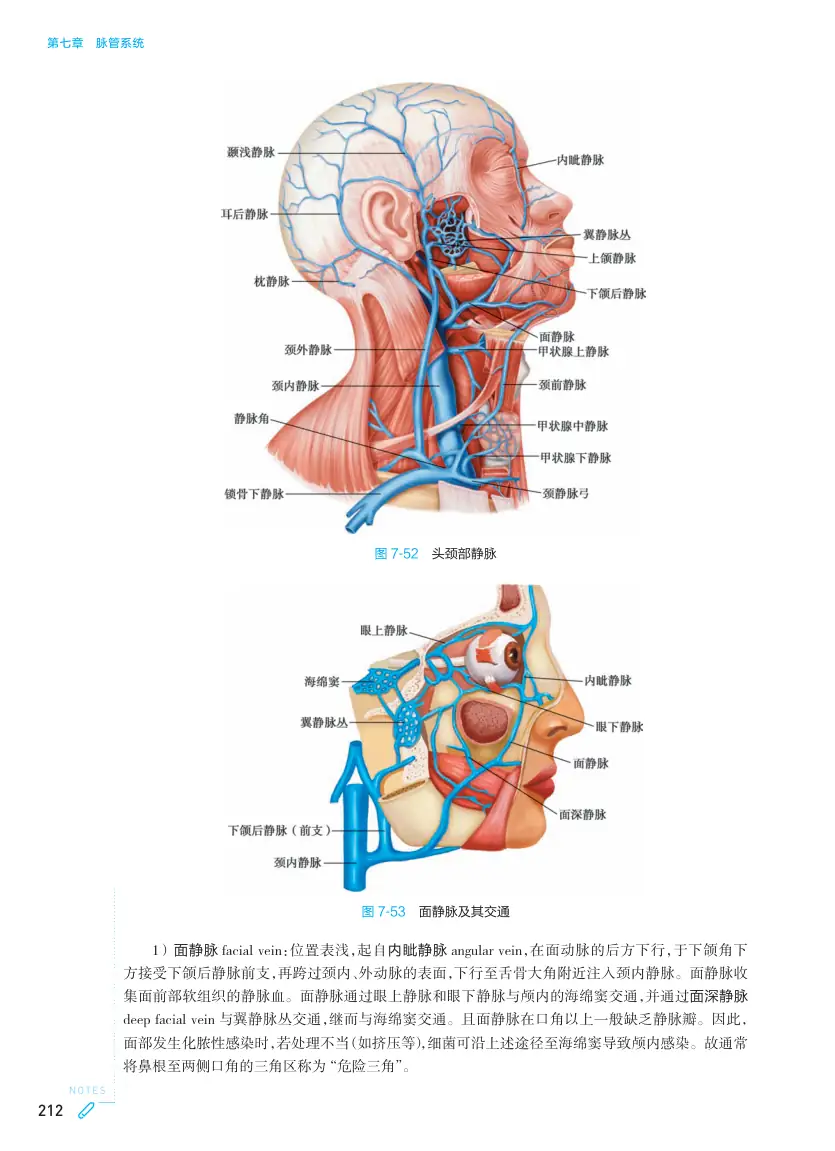 第七章 脉管系统
颞浅静脉
内眦静脉
耳后静脉
翼静脉丛
上颌静脉
枕静脉
下颌后静脉
面静脉
颈外静脉
甲状腺上静脉
颈内静脉
颈前静脉
静脉角
甲状腺中静脉
甲状腺下静脉
锁骨下静脉
颈静脉弓
图 7-52 头颈部静脉
眼上静脉
海绵窦
内眦静脉
翼静脉丛
眼下静脉
面静脉
面深静脉
下颌后静脉（前支）
颈内静脉
图 7-53 面静脉及其交通
1）面静脉 facial vein：位置表浅，起自内眦静脉 angular vein，在面动脉的后方下行，于下颌角下
方接受下颌后静脉前支，再跨过颈内、外动脉的表面，下行至舌骨大角附近注入颈内静脉。面静脉收
集面前部软组织的静脉血。面静脉通过眼上静脉和眼下静脉与颅内的海绵窦交通，并通过面深静脉
deep facial vein 与翼静脉丛交通，继而与海绵窦交通。且面静脉在口角以上一般缺乏静脉瓣。因此，
面部发生化脓性感染时，若处理不当（如挤压等），细菌可沿上述途径至海绵窦导致颅内感染。故通常
将鼻根至两侧口角的三角区称为“危险三角”。
NOTES
212